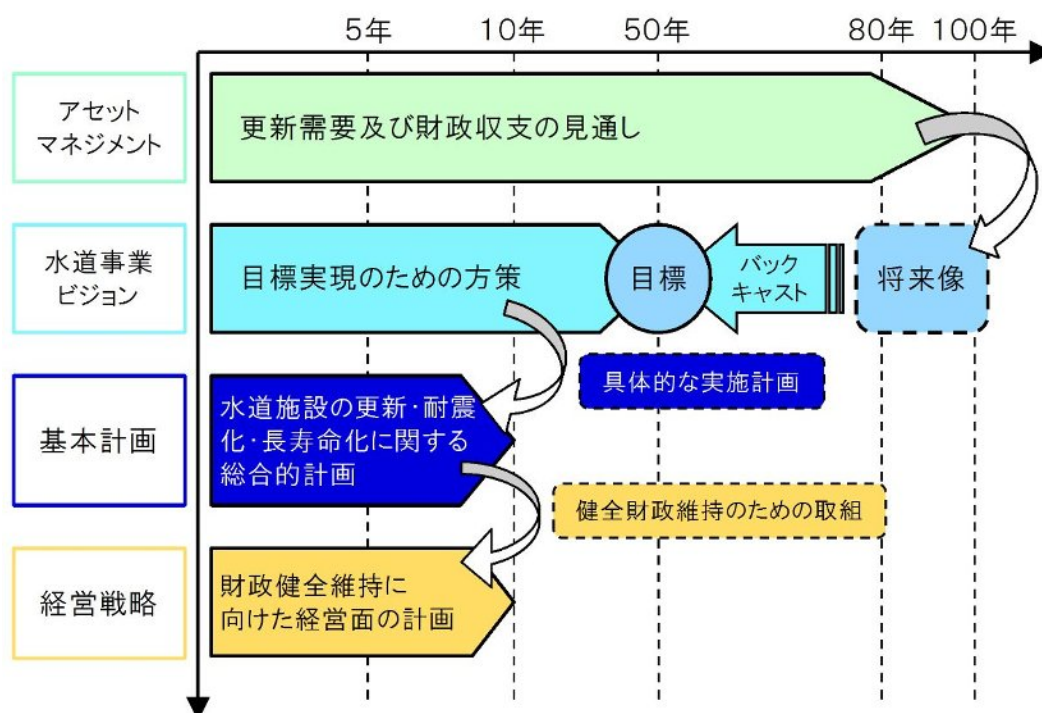 5年 10年 50年 80年 100年
アセット
マネジメント
更新需要及び財政収支の見通し
水道事業
ビジョン
目標実現のための方策
目標
バック
キャスト
将来像
具体的な実施計画
基本計画
水道施設の更新・耐震
化・長寿命化に関する
総合的計画
健全財政維持のための取組
経営戦略
財政健全維持に
向けた経営面の計画